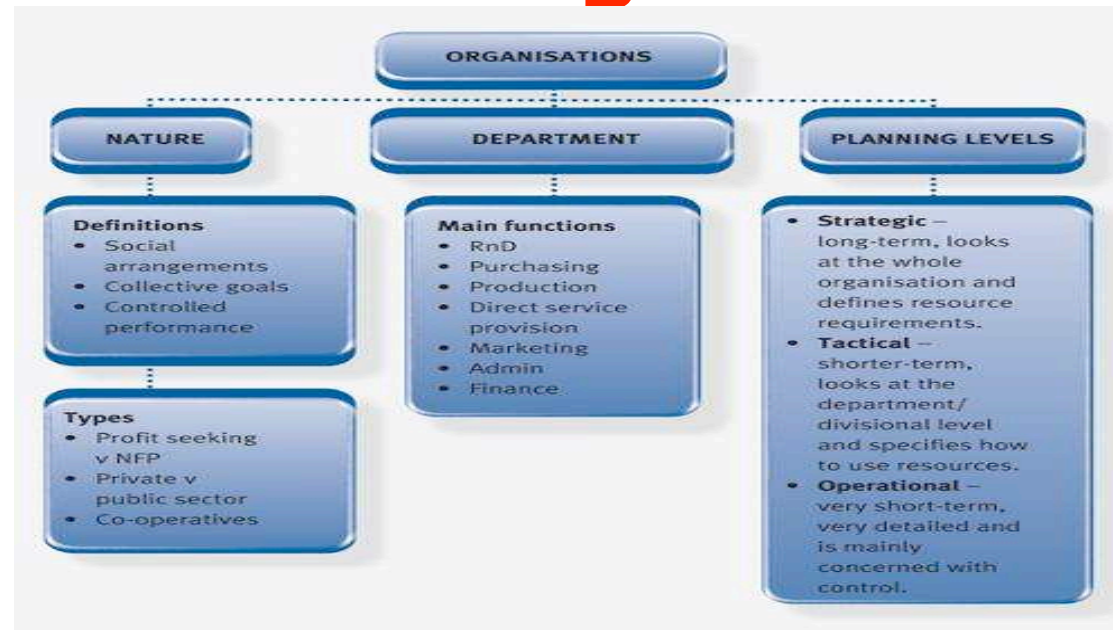 ORGANISATIONS
NATURE
DEPARTMENT
PLANNING LEVELS
Definitions
• Social
arrangements
• Collective goals
• Controlled
performance
Types
• Profit seeking
v NFP
• Private v
public sector
• Co-operatives
Main functions
• RnD
• Purchasing
• Production
• Direct service
provision
• Marketing
• Admin
• Finance
• Strategic –
long-term, looks
at the whole
organisation and
defines resource
requirements.
• Tactical –
shorter-term,
looks at the
department/
divisional level
and specifies how
to use resources.
• Operational –
very short-term,
very detailed and
is mainly
concerned with
control.